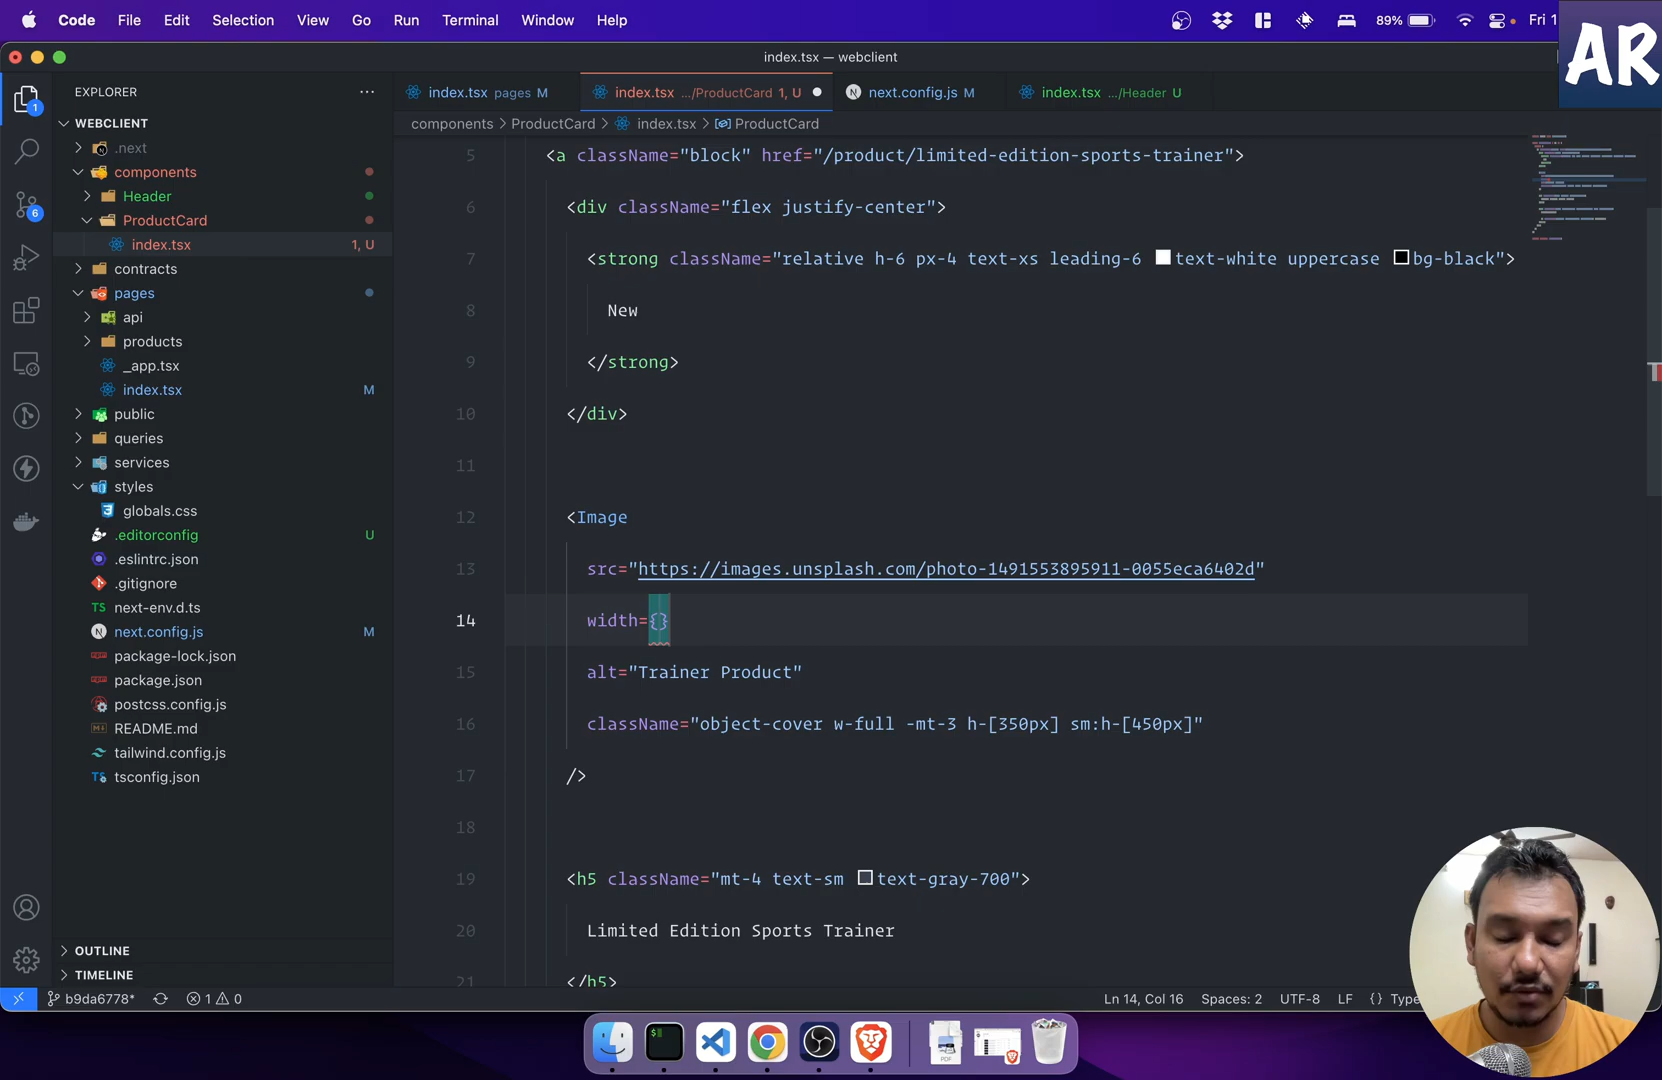 Code File Edit Selection View Go Run Terminal Window Help 89% Fri 1
AR
index.tsx — webclient
EXPLORER
index.tsx pages M
index.tsx .../ProductCard 1, U
next.config.js M
index.tsx .../Header U
components > ProductCard > index.tsx > ProductCard
WEBCLIENT
.next
components
Header
ProductCard
index.tsx 1, U
contracts
pages
api
products
_app.tsx
index.tsx M
public
queries
services
styles
globals.css
.editorconfig U
.eslintrc.json
.gitignore
next-env.d.ts
next.config.js M
package-lock.json
package.json
postcss.config.js
README.md
tailwind.config.js
tsconfig.json
OUTLINE
TIMELINE
1
6
5 <a className="block" href="/product/limited-edition-sports-trainer">
6 <div className="flex justify-center">
7 <strong className="relative h-6 px-4 text-xs leading-6 text-white uppercase bg-black">
8 New
9 </strong>
10 </div>
11
12 <Image
13 src="https://images.unsplash.com/photo-1491553895911-0055eca6402d"
14 width={}
15 alt="Trainer Product"
16 className="object-cover w-full -mt-3 h-[350px] sm:h-[450px]"
17 />
18
19 <h5 className="mt-4 text-sm text-gray-700">
20 Limited Edition Sports Trainer
21 </h5>
b9da6778* 1 0 Ln 14, Col 16 Spaces: 2 UTF-8 LF {} Type
PDF